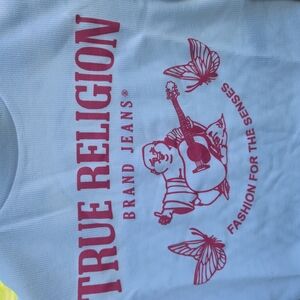 TRUE RELIGION
BRAND JEANS®
FASHION FOR THE SENSES